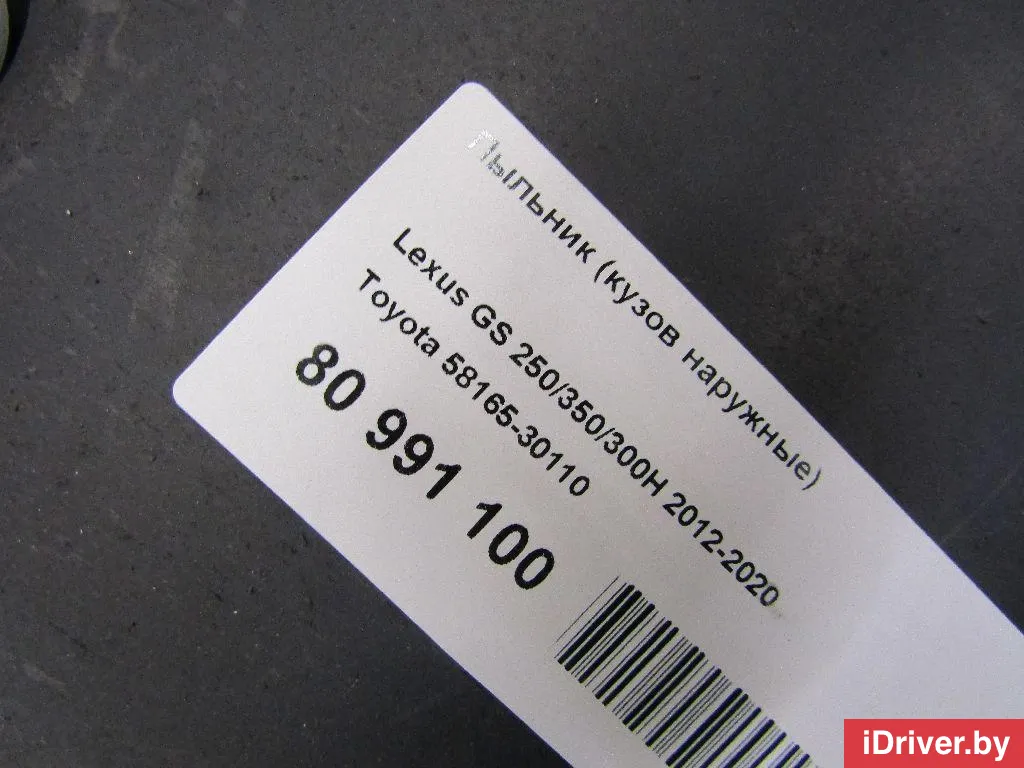 Пыльник (кузов наружные)
Lexus GS 250/350/300H 2012-2020
Toyota 58165-30110
80 991 100
iDriver.by